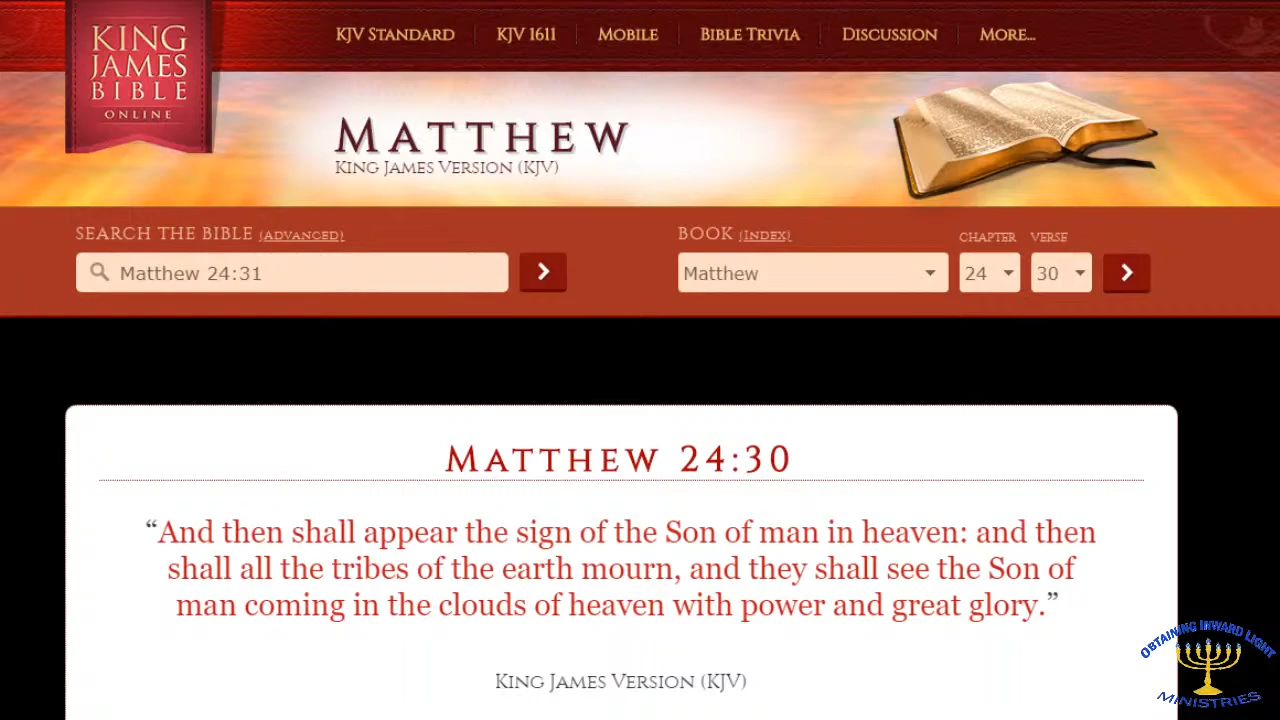 KING
JAMES
BIBLE
ONLINE
KJV STANDARD
KJV 1611
MOBILE
BIBLE TRIVIA
DISCUSSION
MORE...
MATTHEW
KING JAMES VERSION (KJV)
SEARCH THE BIBLE (ADVANCED)
BOOK (INDEX)
CHAPTER
VERSE
Matthew 24:31
Matthew
24
30
MATTHEW 24:30
“And then shall appear the sign of the Son of man in heaven: and then
shall all the tribes of the earth mourn, and they shall see the Son of
man coming in the clouds of heaven with power and great glory.”
KING JAMES VERSION (KJV)
OBTAINING INWARD LIGHT
MINISTRIES